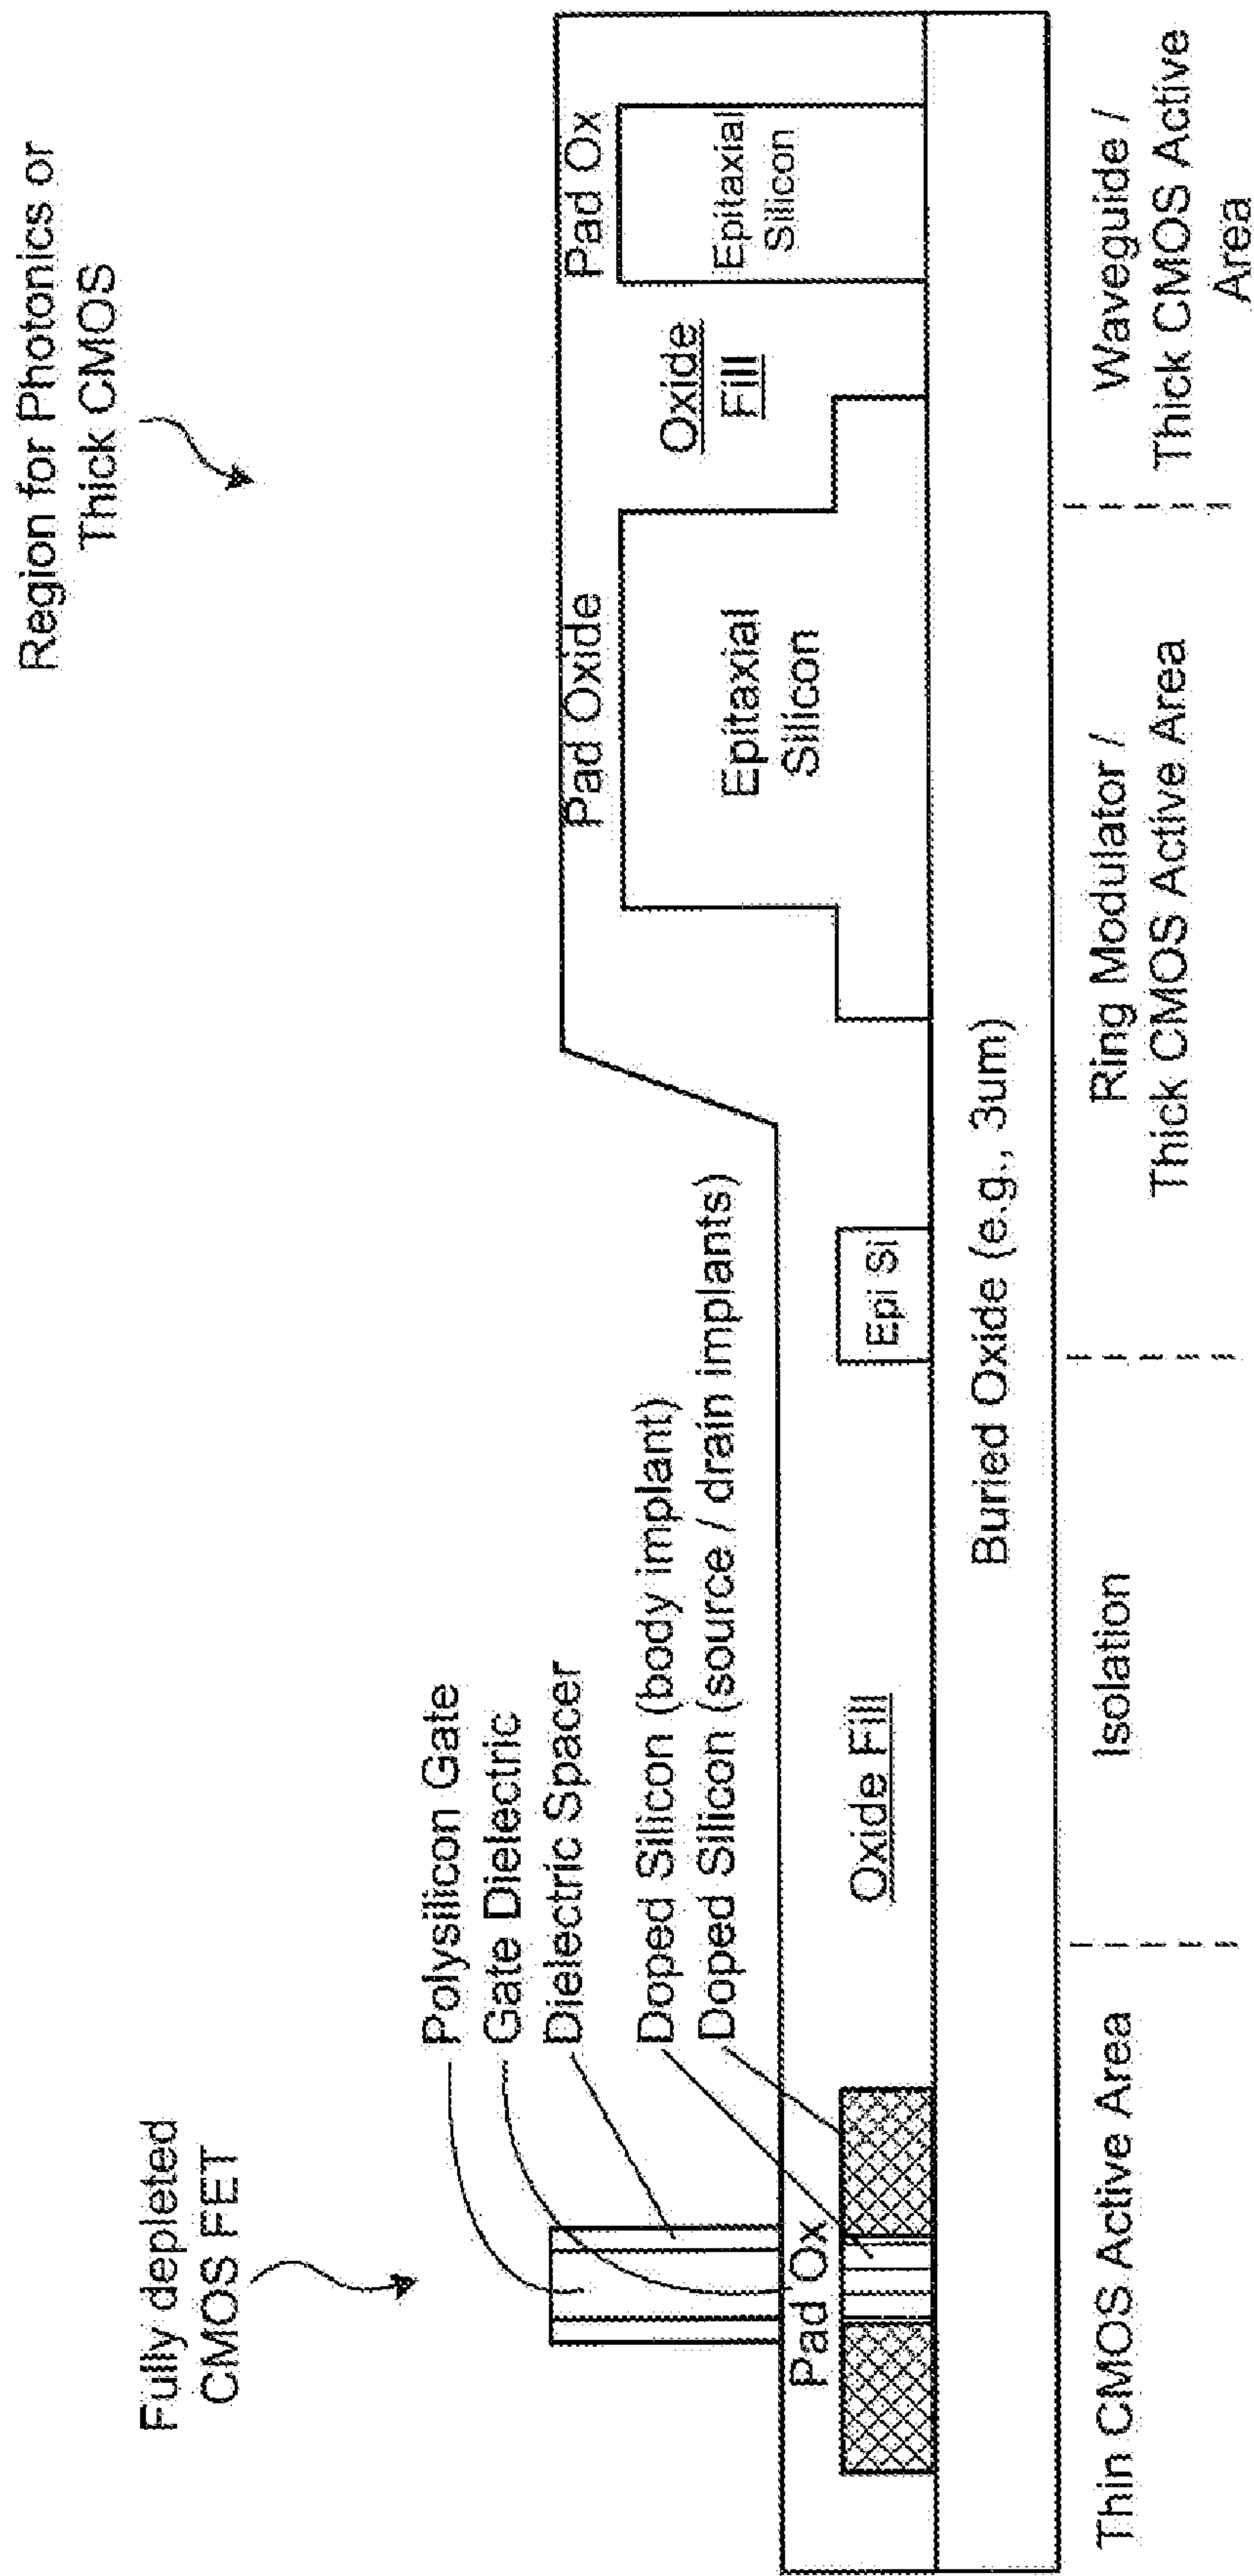 Region for Photonics or
Thick CMOS
Fully depleted
CMOS FET
Polysilicon Gate
Gate Dielectric
Dielectric Spacer
Doped Silicon (body implant)
Doped Silicon (source / drain implants)
Pad Oxide
Pad Ox
Oxide
Fill
Epitaxial
Silicon
Epitaxial
Silicon
Pad Ox
Oxide Fill
Epi Si
Buried Oxide (e.g., 3um)
Thin CMOS Active Area
Isolation
Ring Modulator /
Thick CMOS Active Area
Waveguide /
Thick CMOS Active
Area